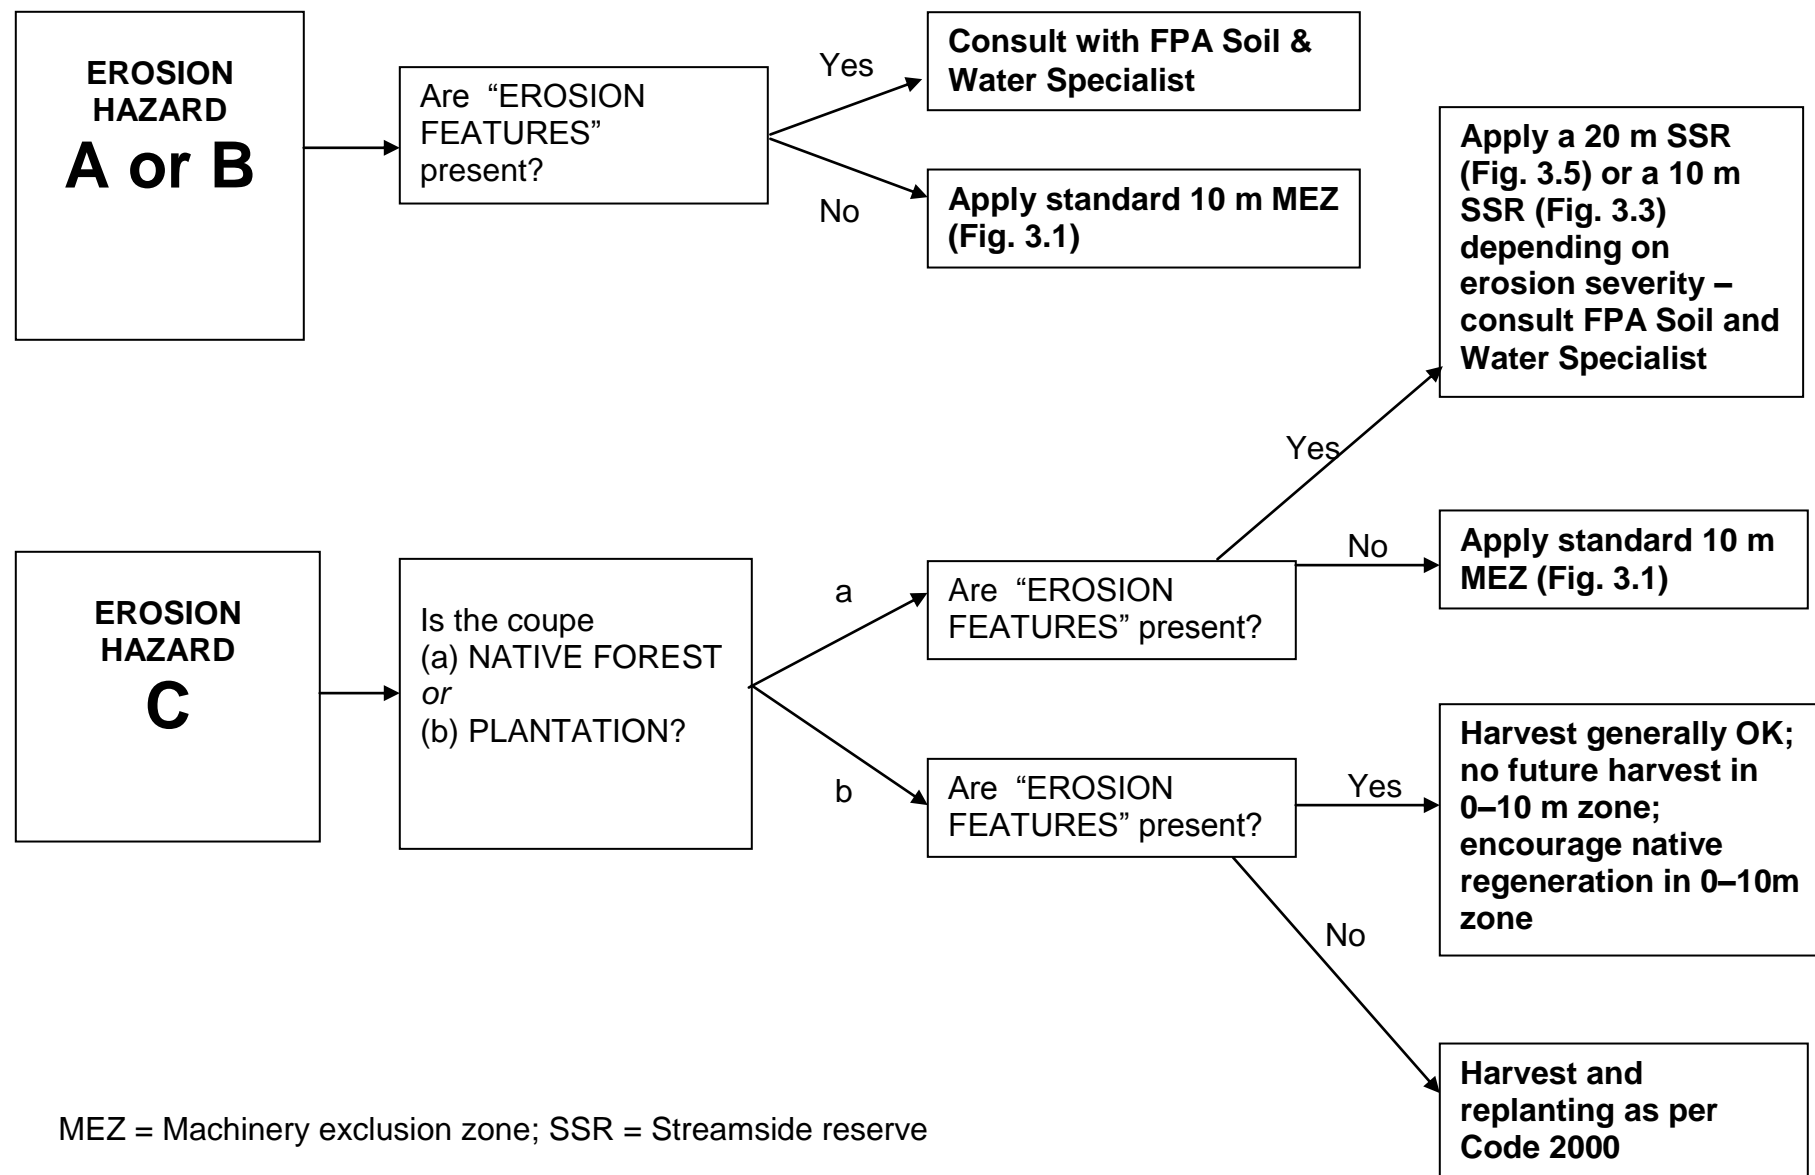 EROSION
HAZARD
A or B
Are “EROSION
FEATURES”
present?
Yes
No
Consult with FPA Soil &
Water Specialist
Apply standard 10 m MEZ
(Fig. 3.1)
EROSION
HAZARD
C
Is the coupe
(a) NATIVE FOREST
or
(b) PLANTATION?
a
b
Are “EROSION
FEATURES” present?
Yes
No
Apply a 20 m SSR
(Fig. 3.5) or a 10 m
SSR (Fig. 3.3)
depending on
erosion severity –
consult FPA Soil and
Water Specialist
Apply standard 10 m
MEZ (Fig. 3.1)
Are “EROSION
FEATURES” present?
Yes
No
Harvest generally OK;
no future harvest in
0–10 m zone;
encourage native
regeneration in 0–10m
zone
Harvest and
replanting as per
Code 2000
MEZ = Machinery exclusion zone; SSR = Streamside reserve